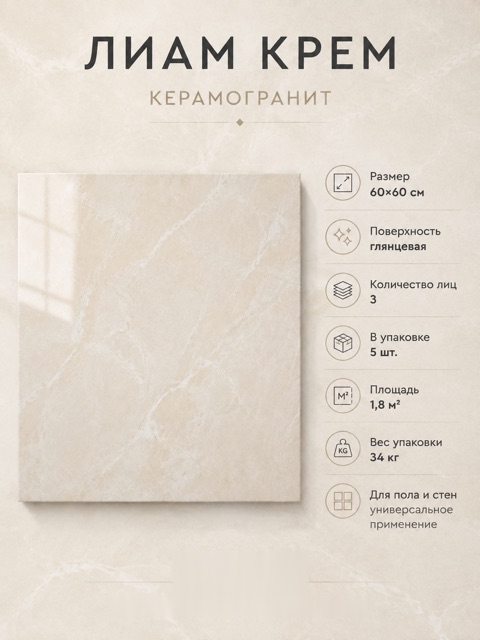 ЛИАМ КРЕМ
КЕРАМОГРАНИТ
Размер
60×60 см
Поверхность
глянцевая
Количество лиц
3
В упаковке
5 шт.
М²
Площадь
1,8 м²
KG
Вес упаковки
34 кг
Для пола и стен
универсальное
применение